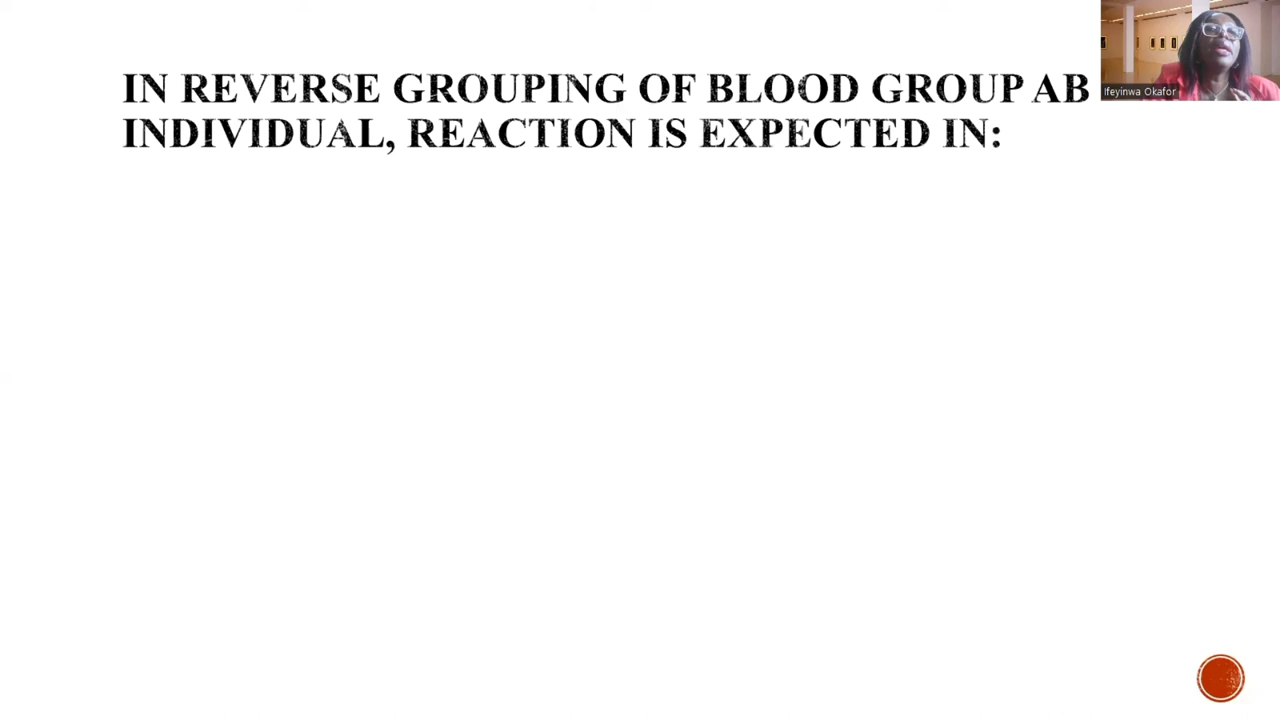 IN REVERSE GROUPING OF BLOOD GROUP AB
INDIVIDUAL, REACTION IS EXPECTED IN:
Ifeyinwa Okafor